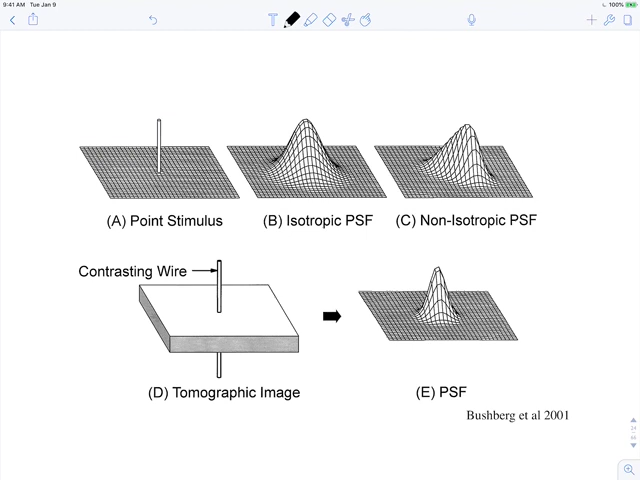 9:41 AM Tue Jan 9
100%
T
(A) Point Stimulus
(B) Isotropic PSF
(C) Non-Isotropic PSF
Contrasting Wire
(D) Tomographic Image
(E) PSF
Bushberg et al 2001